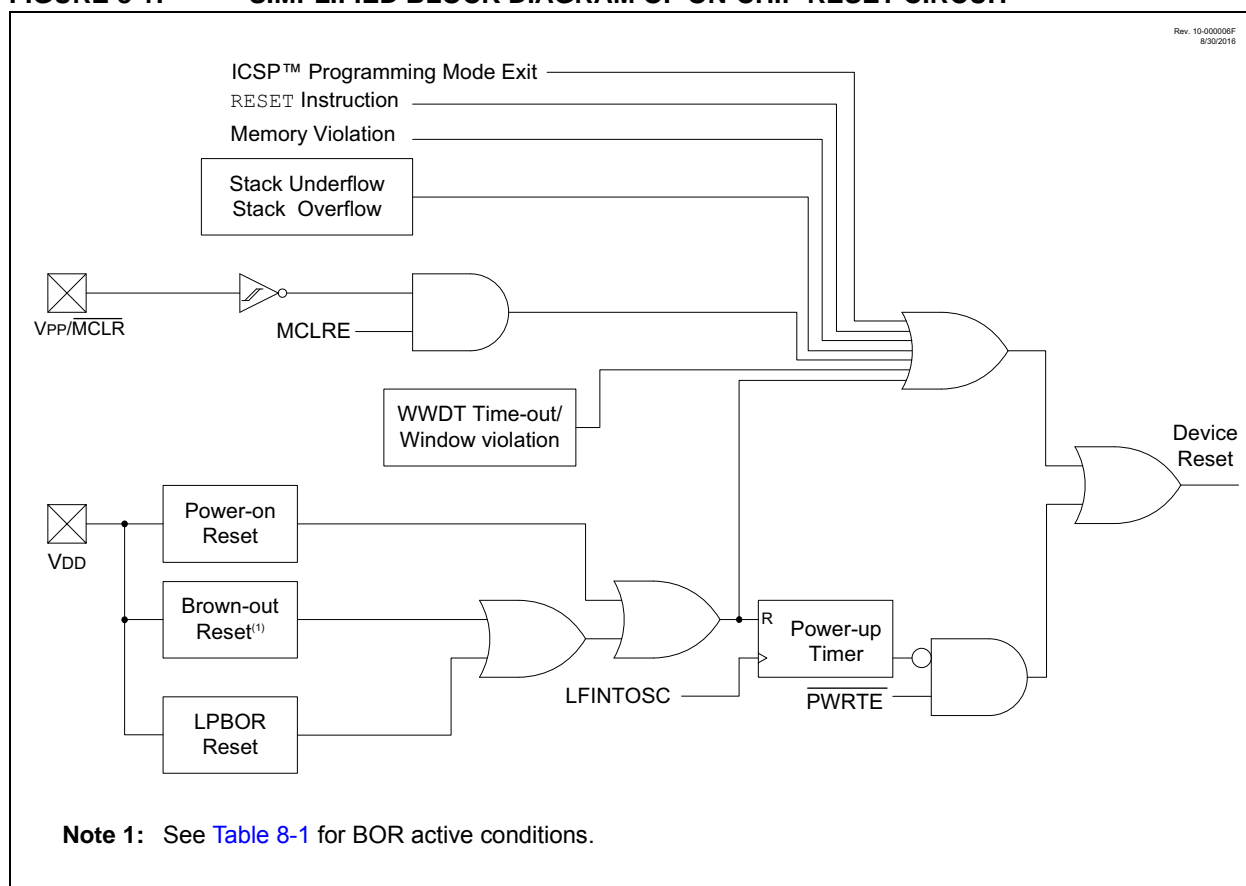 Rev. 10-000006F
8/30/2016
ICSP™ Programming Mode Exit
RESET Instruction
Memory Violation
Stack Underflow
Stack Overflow
VPP/MCLR
MCLRE
WWDT Time-out/
Window violation
Device
Reset
VDD
Power-on
Reset
Brown-out
Reset(1)
R
Power-up
Timer
LFINTOSC
PWRTE
LPBOR
Reset
Note 1: See Table 8-1 for BOR active conditions.